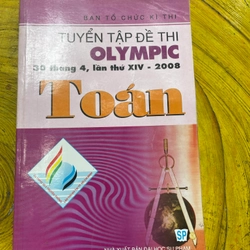 BAN TỔ CHỨC KÌ THI
TUYỂN TẬP ĐỀ THI
OLYMPIC
30 tháng 4, lần thứ XIV - 2008
Toán
SP
NHÀ XUẤT BẢN ĐẠI HỌC SƯ PHẠM